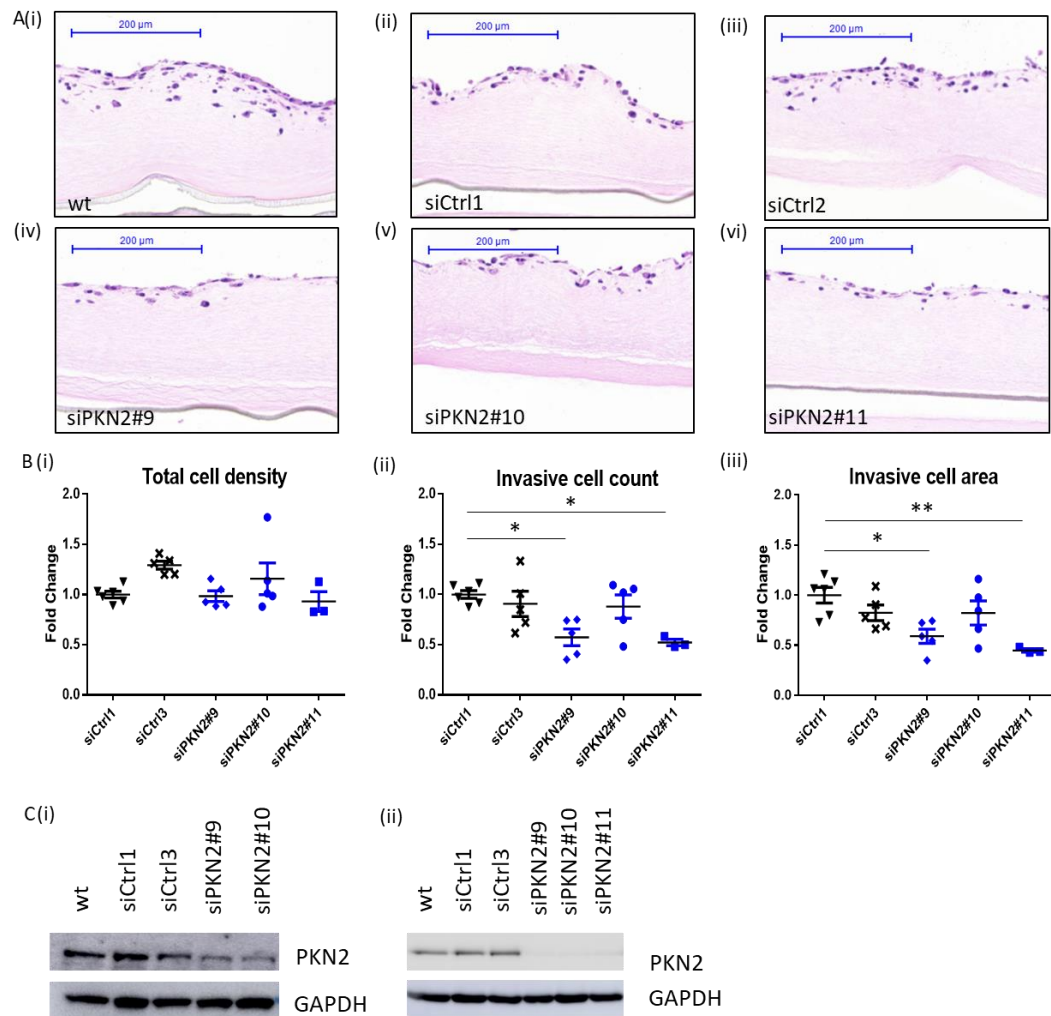 A(i)
200 µm
wt
(ii)
200 µm
siCtrl1
(iii)
200 µm
siCtrl2
(iv)
200 µm
siPKN2#9
(v)
200 µm
siPKN2#10
(vi)
200 µm
siPKN2#11
B (i)
Total cell density
Fold Change
2.0
1.5
1.0
0.5
0.0
siCtrl1
siCtrl3
siPKN2#9
siPKN2#10
siPKN2#11
(ii)
Invasive cell count
Fold Change
2.0
1.5
1.0
0.5
0.0
*
*
siCtrl1
siCtrl3
siPKN2#9
siPKN2#10
siPKN2#11
(iii)
Invasive cell area
Fold Change
2.0
1.5
1.0
0.5
0.0
**
*
siCtrl1
siCtrl3
siPKN2#9
siPKN2#10
siPKN2#11
C(i)
wt
siCtrl1
siCtrl3
siPKN2#9
siPKN2#10
PKN2
GAPDH
(ii)
wt
siCtrl1
siCtrl3
siPKN2#9
siPKN2#10
siPKN2#11
PKN2
GAPDH